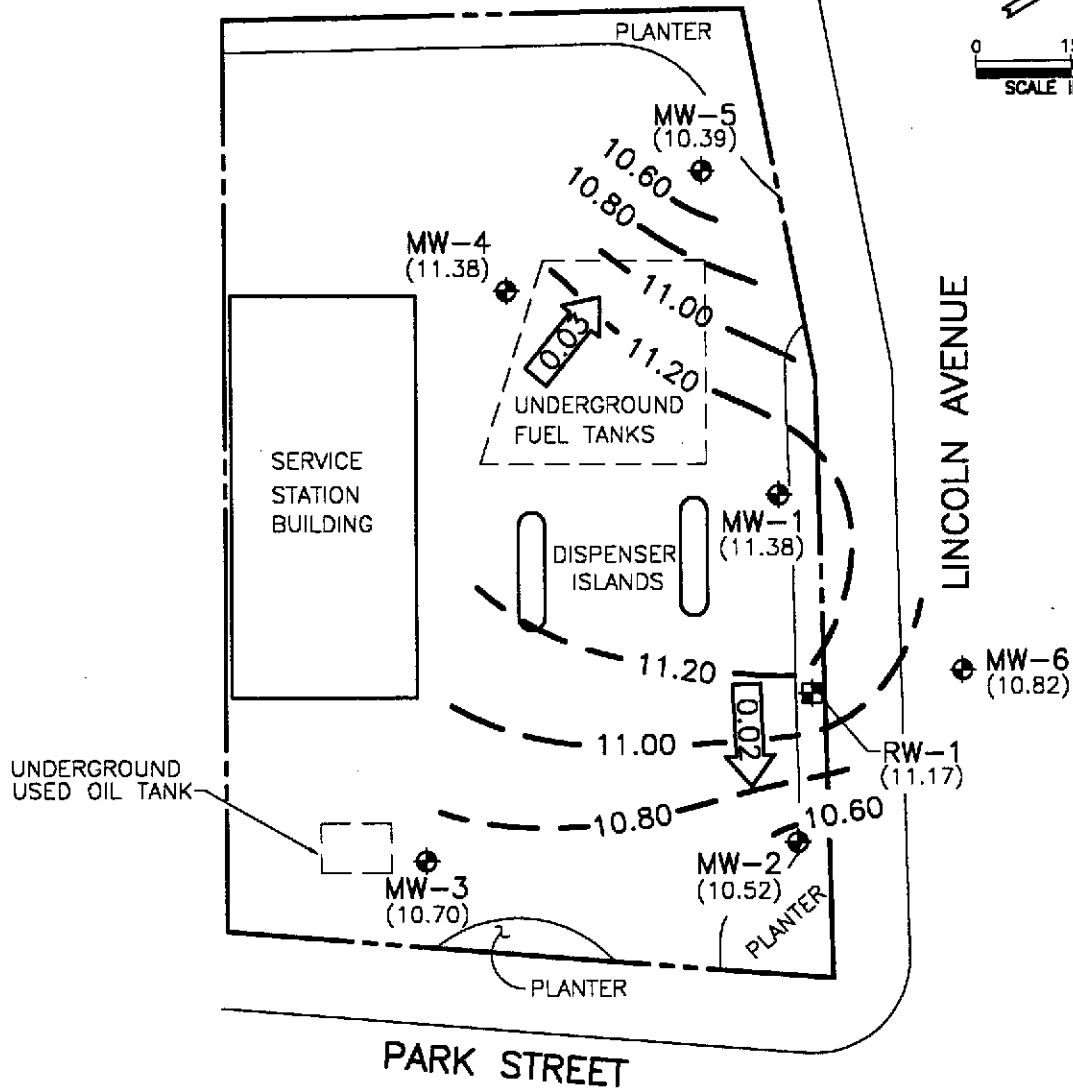 PLANTER
0
SCALE
MW-5
(10.39)
10.60
10.80
MW-4
(11.38)
11.00
0.03
11.20
UNDERGROUND
FUEL TANKS
SERVICE
STATION
BUILDING
LINCOLN AVENUE
MW-1
(11.38)
DISPENSER
ISLANDS
11.20
MW-6
(10.82)
0.02
11.00
RW-1
(11.17)
UNDERGROUND
USED OIL TANK
10.80
10.60
MW-3
(10.70)
MW-2
(10.52)
PLANTER
PLANTER
PARK STREET